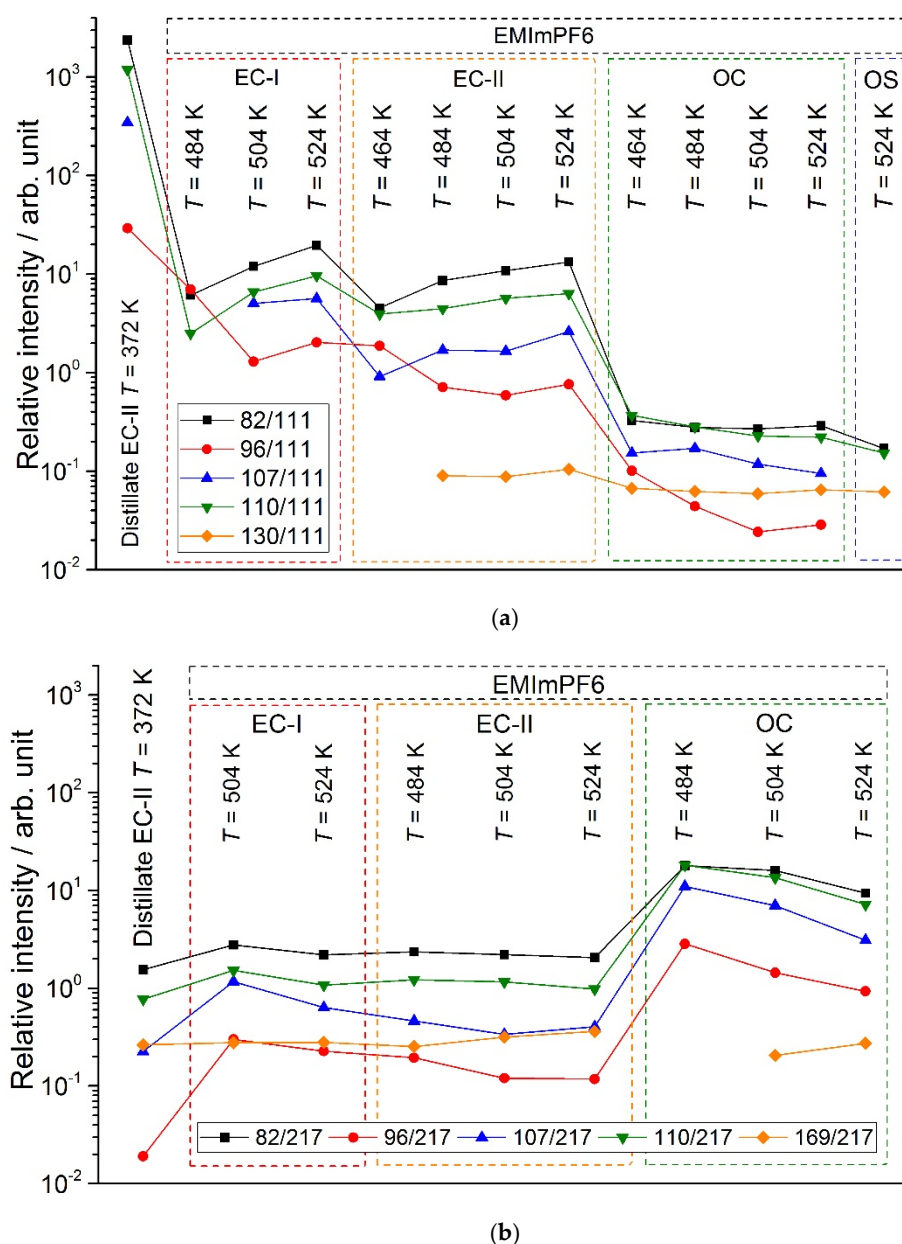 EMImPF6
EC-I
EC-II
OC
OS
T = 484 K
T = 504 K
T = 524 K
T = 464 K
T = 484 K
T = 504 K
T = 524 K
T = 464 K
T = 484 K
T = 504 K
T = 524 K
T = 524 K
Distillate EC-II T = 372 K
Relative intensity / arb. unit
10³
10²
10¹
10⁰
10⁻¹
10⁻²
82/111
96/111
107/111
110/111
130/111
(a)
EMImPF6
EC-I
EC-II
OC
Distillate EC-II T = 372 K
T = 504 K
T = 524 K
T = 484 K
T = 504 K
T = 524 K
T = 484 K
T = 504 K
T = 524 K
Relative intensity / arb. unit
10³
10²
10¹
10⁰
10⁻¹
10⁻²
82/217 96/217 107/217 110/217 169/217
(b)